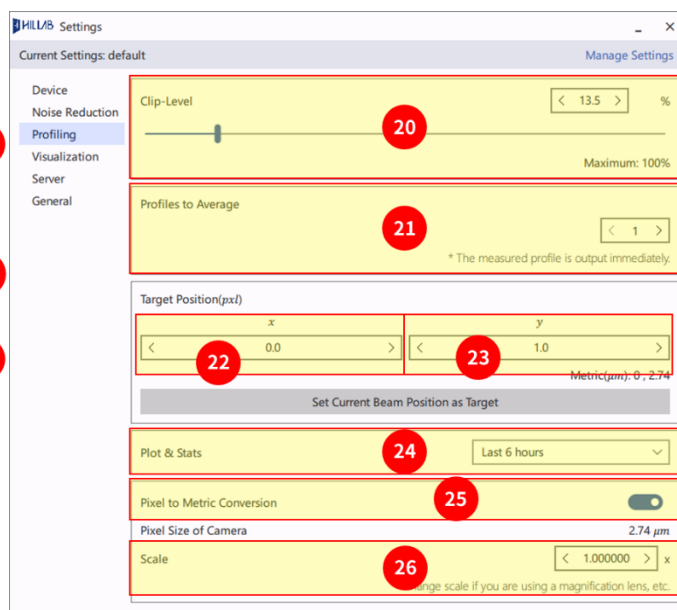 HILLAB Settings
Current Settings: default Manage Settings
Device
Noise Reduction
Profiling
Visualization
Server
General
Clip-Level < 13.5 > %
20
Maximum: 100%
Profiles to Average
21
< 1 >
* The measured profile is output immediately.
Target Position(pxl)
x y
< 0.0 > < 1.0 >
22 23
Metric(μm): 0 , 2.74
Set Current Beam Position as Target
Plot & Stats 24 Last 6 hours
25
Pixel to Metric Conversion
Pixel Size of Camera 2.74 μm
Scale 26 < 1.000000 > x
scale if you are using a magnification lens, etc.